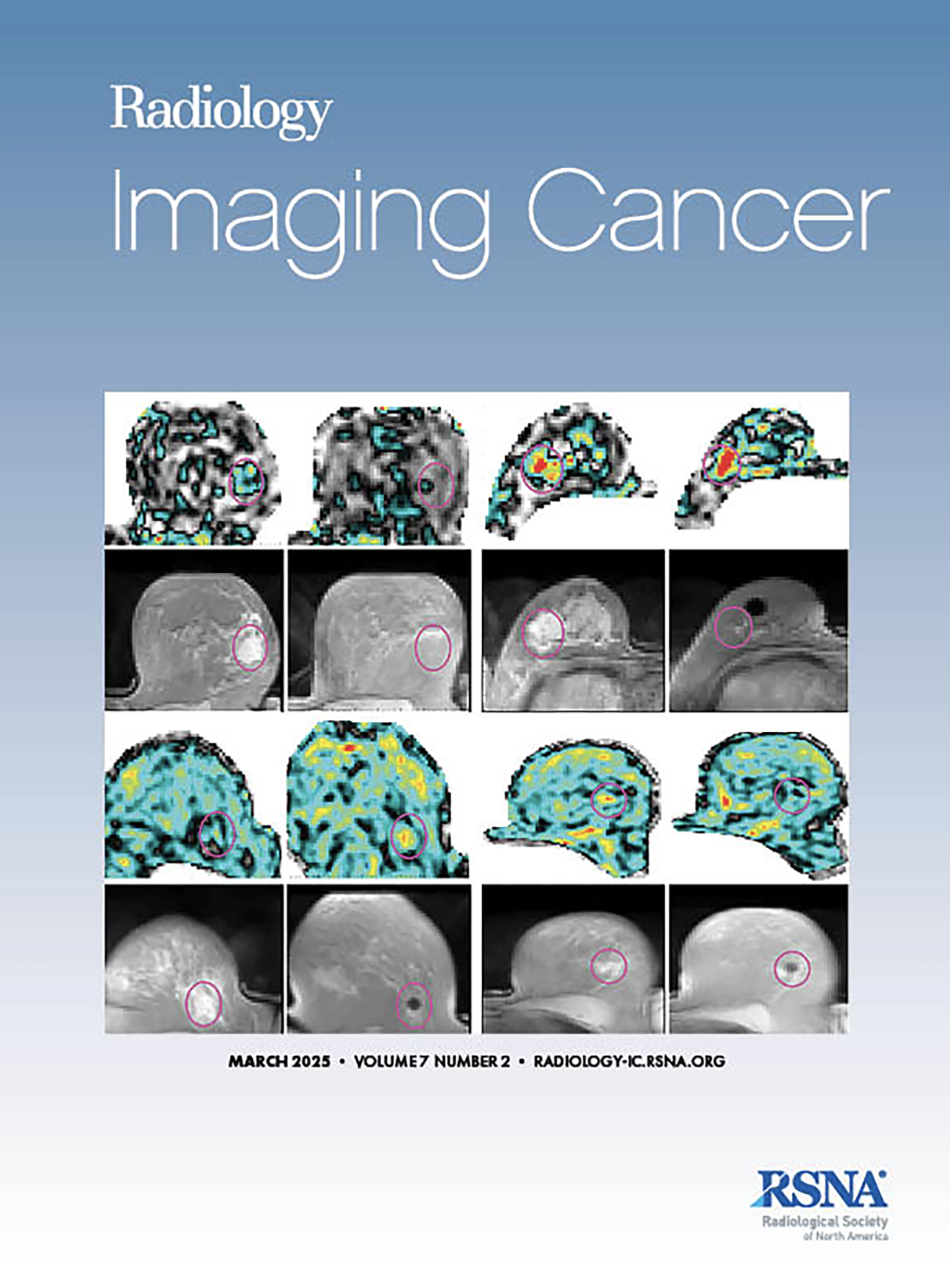 Radiology
Imaging Cancer
MARCH 2025 • VOLUME 7 NUMBER 2 • RADIOLOGY-IC.RSNA.ORG
RSNA®
Radiological Society
of North America